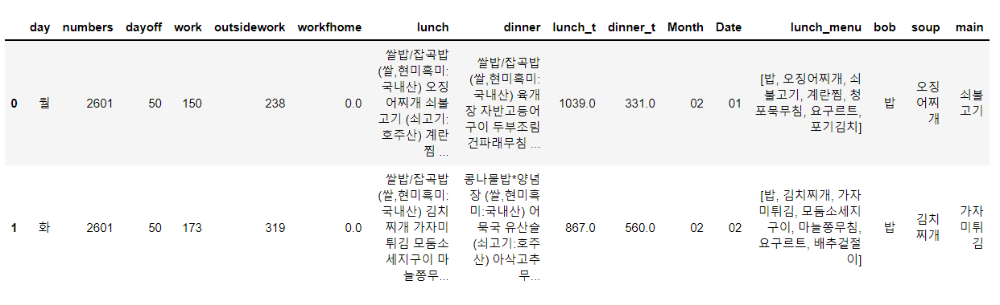 day numbers dayoff work outsidework workfhome lunch dinner lunch_t dinner_t Month Date lunch_menu bob soup main
0 월 2601 50 150 238 0.0
쌀밥/잡곡밥
(쌀,현미흑미:
국내산) 오징
어찌개 쇠불
고기 (쇠고기:
호주산) 계란
찜 ...
쌀밥/잡곡밥
(쌀,현미흑미:
국내산) 육개
장 자반고등어
구이 두부조림
건파래무침 ...
1039.0 331.0 02 01
[밥, 오징어찌개, 쇠
불고기, 계란찜, 청
포묵무침, 요구르트,
포기김치]
밥
오징
어찌
개
쇠불
고기
1 화 2601 50 173 319 0.0
쌀밥/잡곡밥
(쌀,현미흑미:
국내산) 김치
찌개 가자미
튀김 모둠소
세지구이 마
늘쫑무...
콩나물밥*양념
장 (쌀,현미흑
미:국내산) 어
묵국 유산슬
(쇠고기:호주
산) 아삭고추
무...
867.0 560.0 02 02
[밥, 김치찌개, 가자
미튀김, 모둠소세지
구이, 마늘쫑무침,
요구르트, 배추겉절
이]
밥
김치
찌개
가자
미튀
김